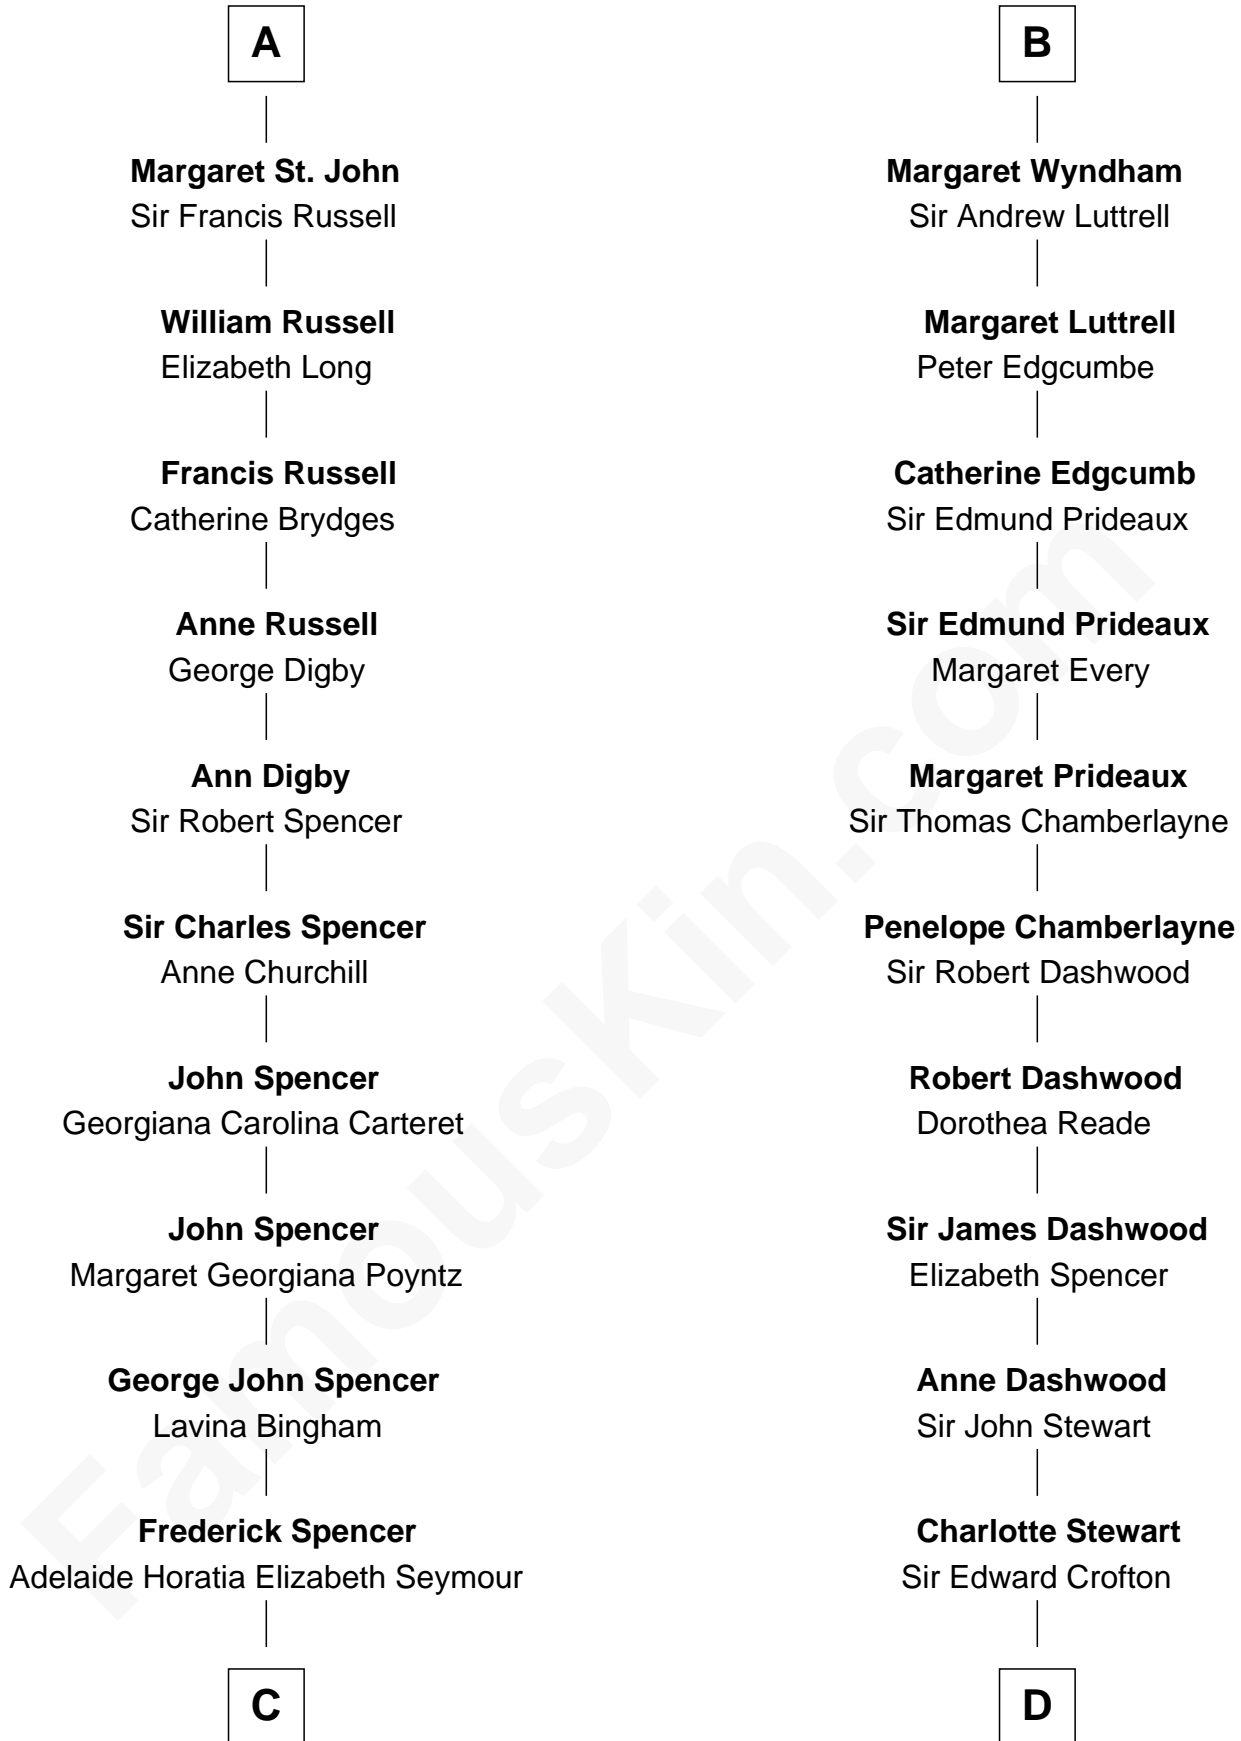 A
Margaret St. John
Sir Francis Russell
William Russell
Elizabeth Long
Francis Russell
Catherine Brydges
Anne Russell
George Digby
Ann Digby
Sir Robert Spencer
Sir Charles Spencer
Anne Churchill
John Spencer
Georgiana Carolina Carteret
John Spencer
Margaret Georgiana Poyntz
George John Spencer
Lavina Bingham
Frederick Spencer
Adelaide Horatia Elizabeth Seymour
C
B
Margaret Wyndham
Sir Andrew Luttrell
Margaret Luttrell
Peter Edgcumbe
Catherine Edgcumb
Sir Edmund Prideaux
Sir Edmund Prideaux
Margaret Every
Margaret Prideaux
Sir Thomas Chamberlayne
Penelope Chamberlayne
Sir Robert Dashwood
Robert Dashwood
Dorothea Reade
Sir James Dashwood
Elizabeth Spencer
Anne Dashwood
Sir John Stewart
Charlotte Stewart
Sir Edward Crofton
D
FamousKin.com